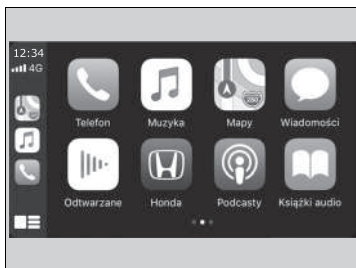 12:34
4G
Telefon Muzyka Mapy Wiadomości
Odtwarzane Honda Podcasty Książki audio